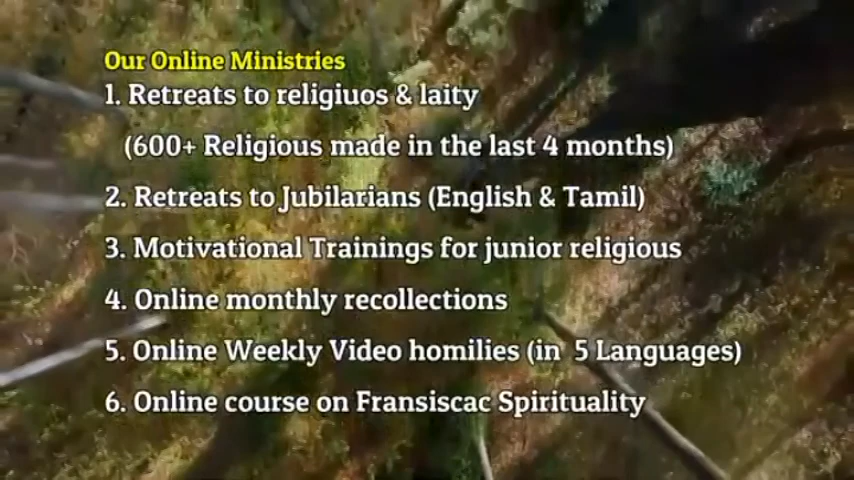 Our Online Ministries
1. Retreats to religiuos & laity
(600+ Religious made in the last 4 months)
2. Retreats to Jubilarians (English & Tamil)
3. Motivational Trainings for junior religious
4. Online monthly recollections
5. Online Weekly Video homilies (in 5 Languages)
6. Online course on Fransiscac Spirituality